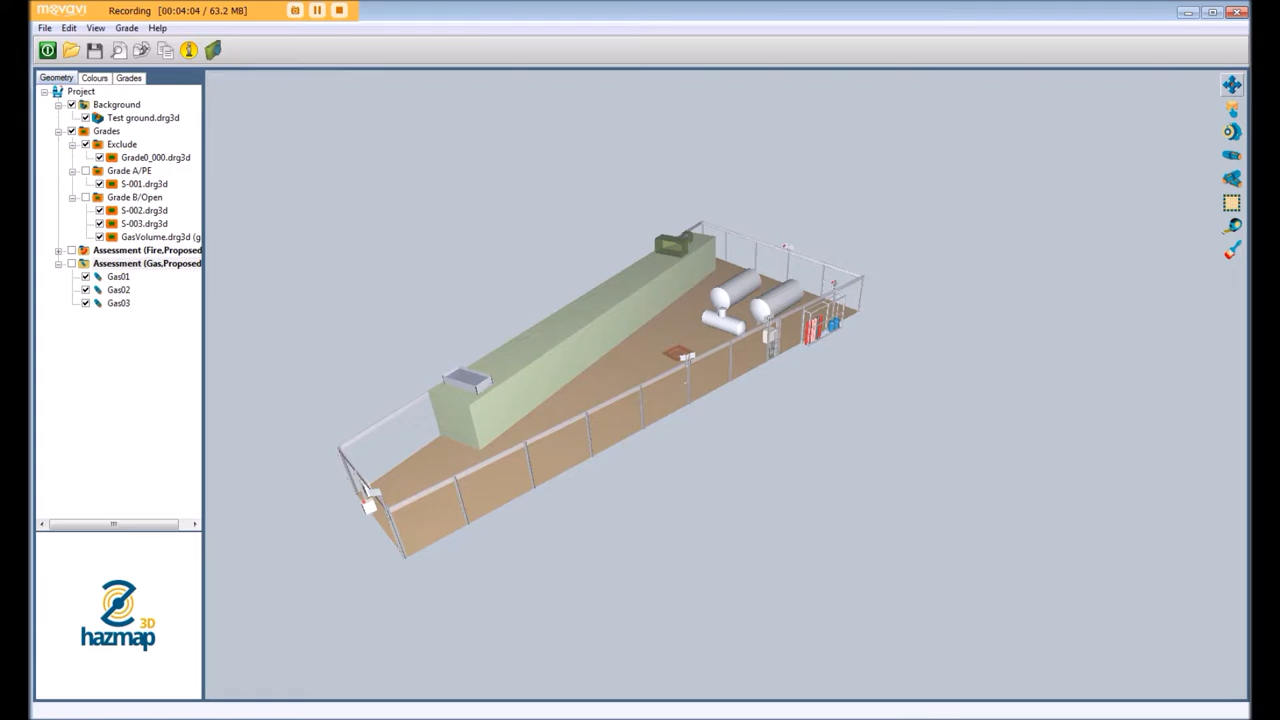 movavi Recording [00:04:04 / 63.2 MB]
File Edit View Grade Help
Geometry Colours Grades
Project
Background
Test ground.drg3d
Grades
Exclude
Grade0_000.drg3d
Grade A/PE
S-001.drg3d
Grade B/Open
S-002.drg3d
S-003.drg3d
GasVolume.drg3d (g
Assessment (Fire,Proposed
Assessment (Gas,Proposed
Gas01
Gas02
Gas03
3D
hazmap